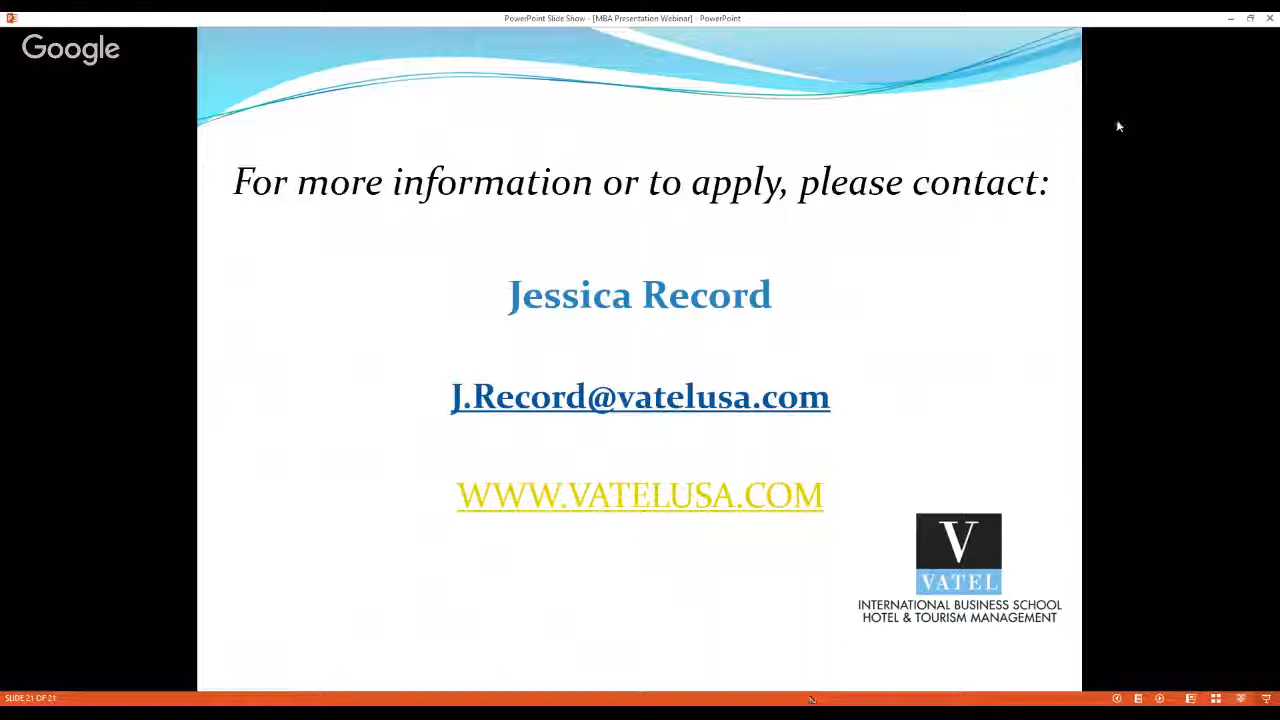 PowerPoint Slide Show - [MBA Presentation Webinar] - PowerPoint
Google
For more information or to apply, please contact:
Jessica Record
J.Record@vatelusa.com
WWW.VATELUSA.COM
V
VATEL
INTERNATIONAL BUSINESS SCHOOL
HOTEL & TOURISM MANAGEMENT
SLIDE 21 OF 21